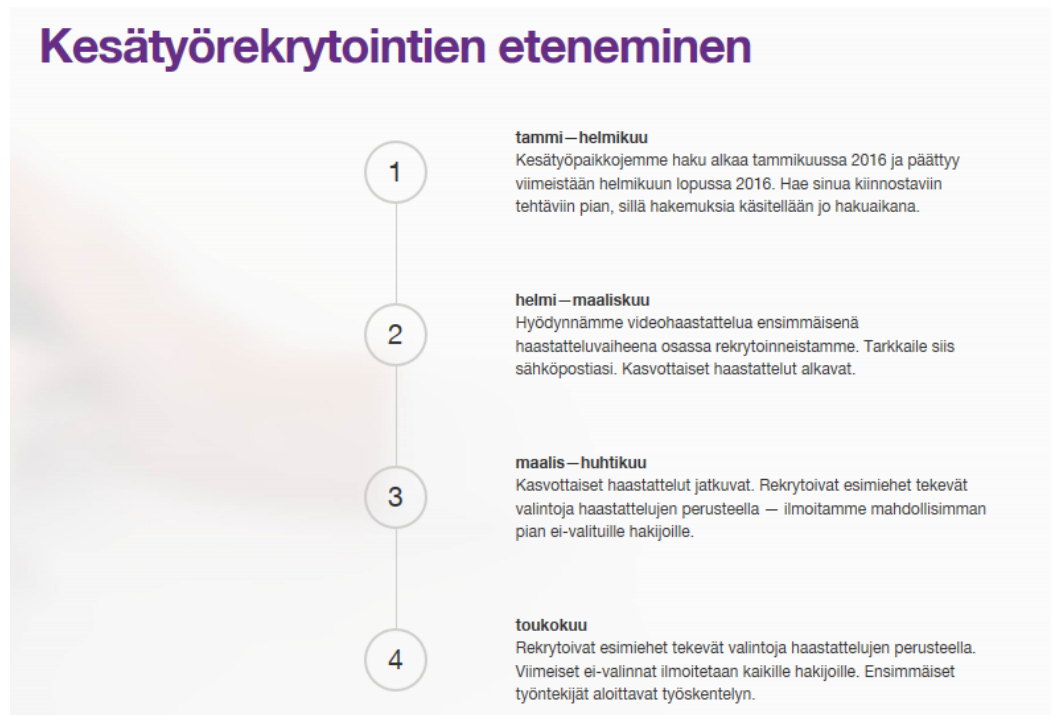 Kesätyörekrytointien eteneminen
1
tammi—helmikuu
Kesätyöpaikkojemme haku alkaa tammikuussa 2016 ja päättyy
viimeistään helmikuun lopussa 2016. Hae sinua kiinnostaviin
tehtäviin pian, sillä hakemuksia käsitellään jo hakuaikana.
2
helmi—maaliskuu
Hyödynnämme videohaastattelua ensimmäisenä
haastatteluvaiheena osassa rekrytoinneistamme. Tarkkaile siis
sähköpostiasi. Kasvottaiset haastattelut alkavat.
3
maalis—huhtikuu
Kasvottaiset haastattelut jatkuvat. Rekrytoivat esimiehet tekevät
valintoja haastattelujen perusteella — ilmoitamme mahdollisimman
pian ei-valituille hakijoille.
4
toukokuu
Rekrytoivat esimiehet tekevät valintoja haastattelujen perusteella.
Viimeiset ei-valinnat ilmoitetaan kaikille hakijoille. Ensimmäiset
työntekijät aloittavat työskentelyn.